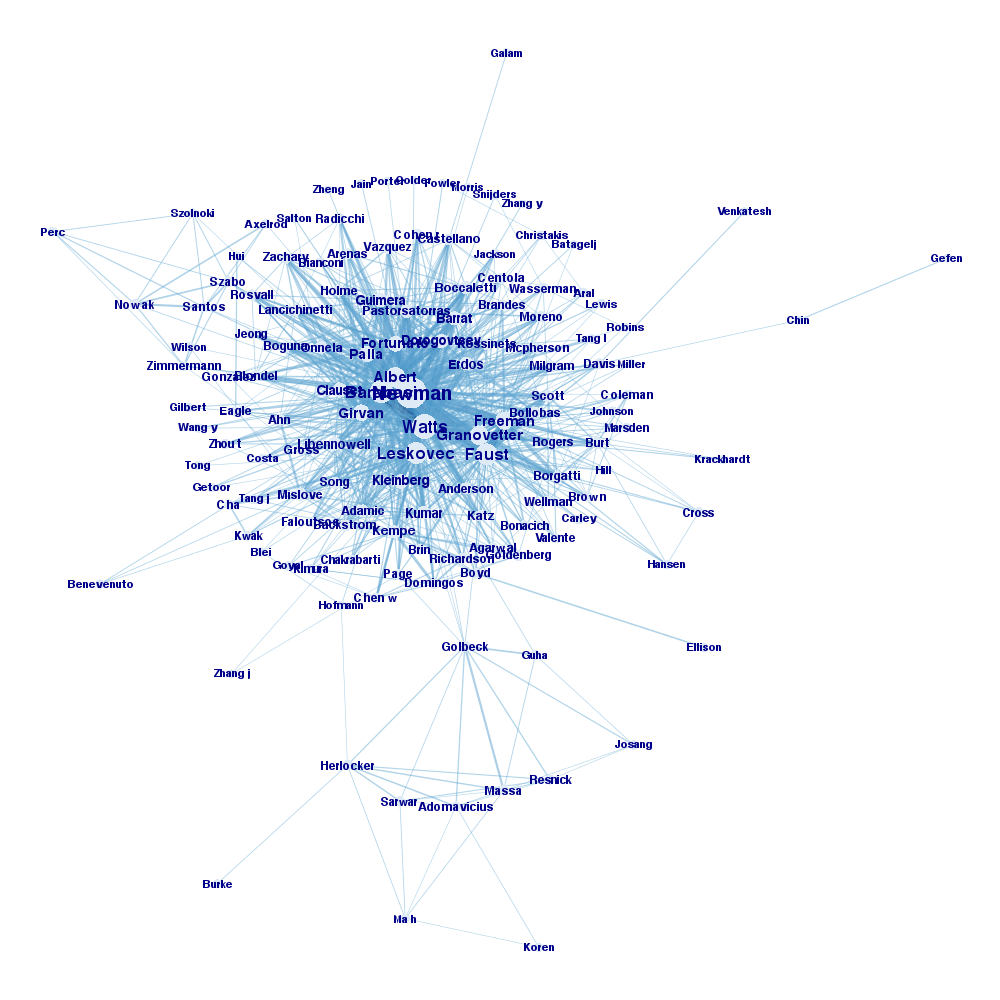 Galam
Zheng
Jain
Porter
Golder
Fowler
Morris
Snijders
Zhang y
Venkatesh
Szolnoki
Axelrod
Salton
Radicchi
Perc
Cohen r
Castellano
Christakis
Batagelj
Vazquez
Arenas
Hui
Zachary
Bianconi
Jackson
Gefen
Szabo
Rosvall
Holme
Centola
Boccaletti
Wasserman
Aral
Nowak
Santos
Lancichinetti
Guimera
Pastorsatorras
Brandes
Lewis
Barrat
Moreno
Chin
Robins
Jeong
Wilson
Boguna
Onnela
Fortunato
Dorogovtsev
Kossinets
Mcpherson
Tang l
Palla
Zimmermann
Gonzalez
Blondel
Albert
Erdos
Milgram
Davis
Miller
Clauset
Barabasi
Newman
Scott
Coleman
Gilbert
Eagle
Ahn
Girvan
Bollobas
Johnson
Wang y
Watts
Freeman
Granovetter
Marsden
Zhou t
Costa
Gross
Libennowell
Leskovec
Faust
Rogers
Burt
Krackhardt
Tong
Getoor
Song
Kleinberg
Anderson
Borgatti
Hill
Cha
Tang j
Mislove
Adamic
Kumar
Katz
Wellman
Brown
Cross
Kwak
Faloutsos
Backstrom
Kempe
Bonacich
Carley
Valente
Blei
Goyal
Kimura
Chakrabarti
Brin
Richardson
Agarwal
Goldenberg
Hansen
Benevenuto
Page
Domingos
Boyd
Hofmann
Chen w
Golbeck
Guha
Ellison
Zhang j
Josang
Herlocker
Resnick
Massa
Sarwar
Adomavicius
Burke
Ma h
Koren